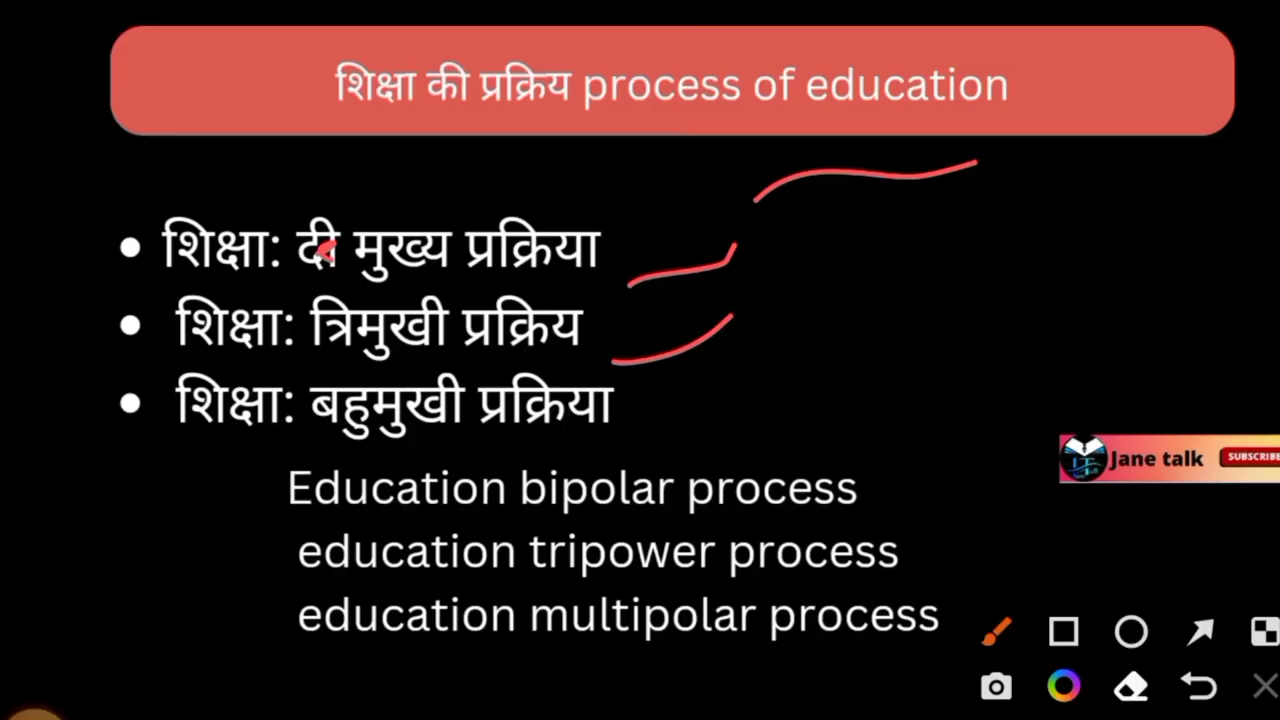 शिक्षा की प्रक्रिय process of education
• शिक्षा: दी मुख्य प्रक्रिया
• शिक्षा: त्रिमुखी प्रक्रिय
• शिक्षा: बहुमुखी प्रक्रिया
Jane talk SUBSCRIBE
Education bipolar process
education tripower process
education multipolar process